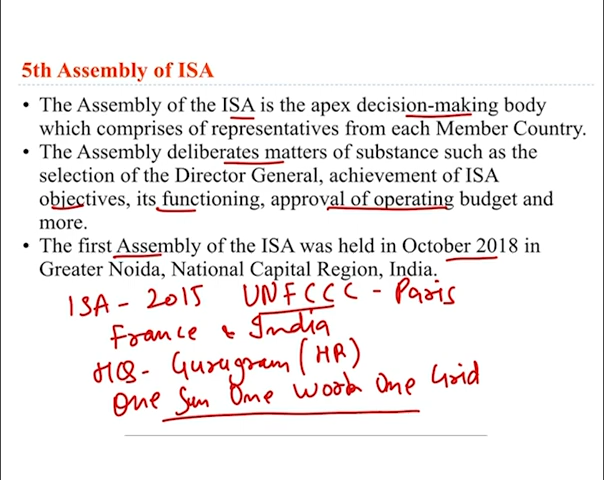 5th Assembly of ISA
• The Assembly of the ISA is the apex decision-making body
which comprises of representatives from each Member Country.
• The Assembly deliberates matters of substance such as the
selection of the Director General, achievement of ISA
objectives, its functioning, approval of operating budget and
more.
• The first Assembly of the ISA was held in October 2018 in
Greater Noida, National Capital Region, India.
ISA - 2015 UNFCCC - Paris
France & India
HQ - Gurugram (HR)
One Sun One World One Grid